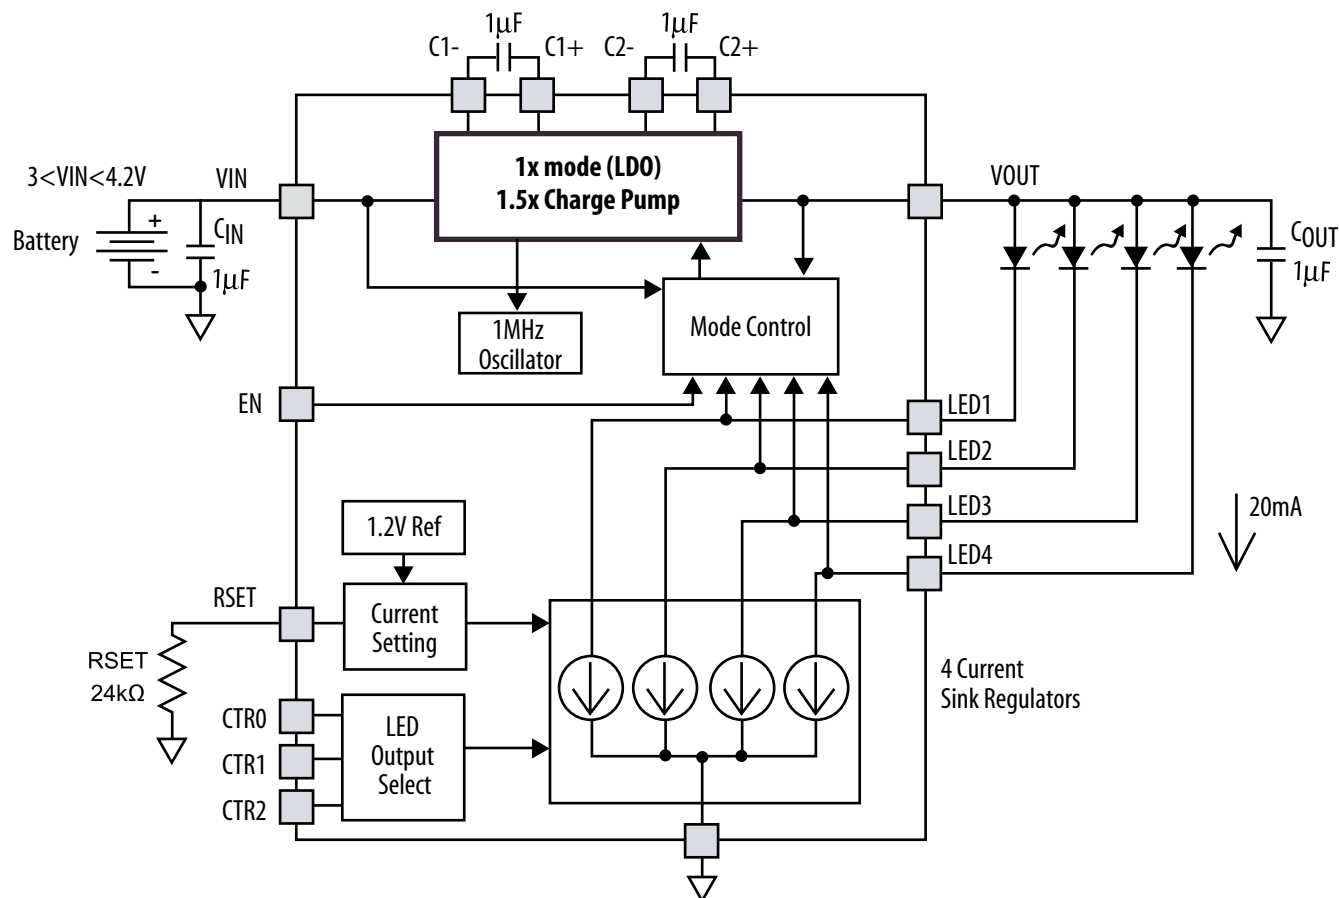 1μF
1μF
C1-
C1+
C2-
C2+
1x mode (LDO)
1.5x Charge Pump
3<VIN<4.2V
VIN
VOUT
Battery
+
-
CIN
1μF
COUT
1μF
1MHz
Oscillator
Mode Control
EN
LED1
LED2
LED3
LED4
20mA
1.2V Ref
RSET
Current
Setting
RSET
24kΩ
4 Current
Sink Regulators
CTR0
CTR1
CTR2
LED
Output
Select